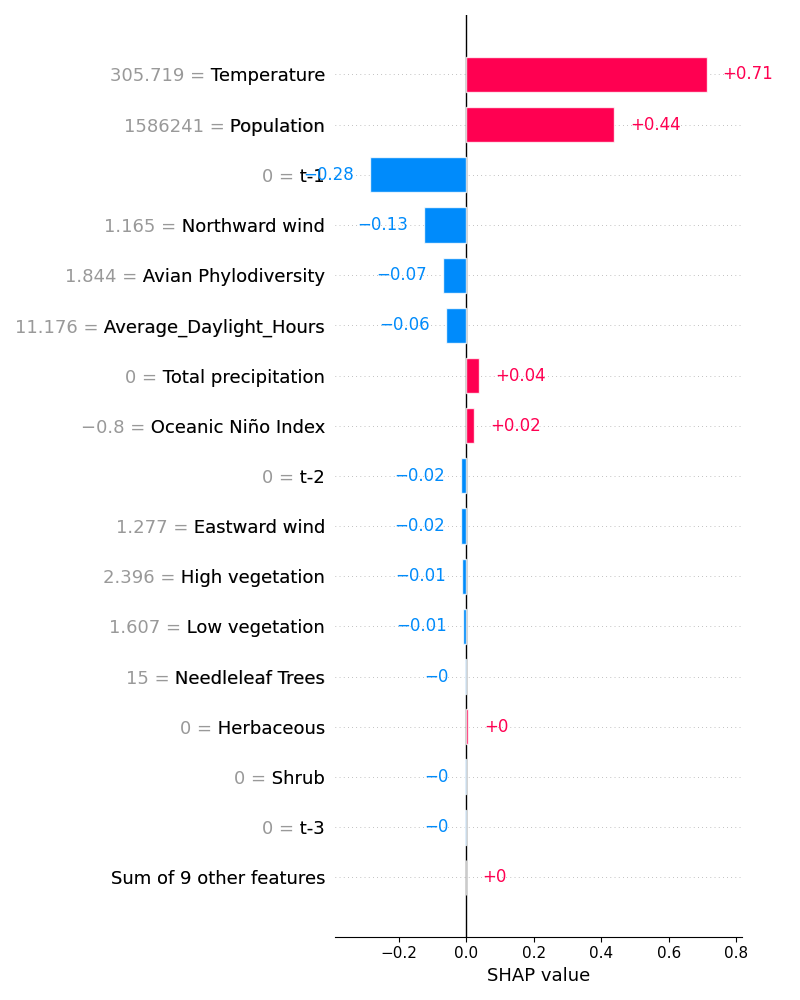 305.719 = Temperature +0.71
1586241 = Population +0.44
0 = t-1 −0.28
1.165 = Northward wind −0.13
1.844 = Avian Phylodiversity −0.07
11.176 = Average_Daylight_Hours −0.06
0 = Total precipitation +0.04
−0.8 = Oceanic Niño Index +0.02
0 = t-2 −0.02
1.277 = Eastward wind −0.02
2.396 = High vegetation −0.01
1.607 = Low vegetation −0.01
15 = Needleleaf Trees −0
0 = Herbaceous +0
0 = Shrub −0
0 = t-3 −0
Sum of 9 other features +0
−0.2 0.0 0.2 0.4 0.6 0.8
SHAP value